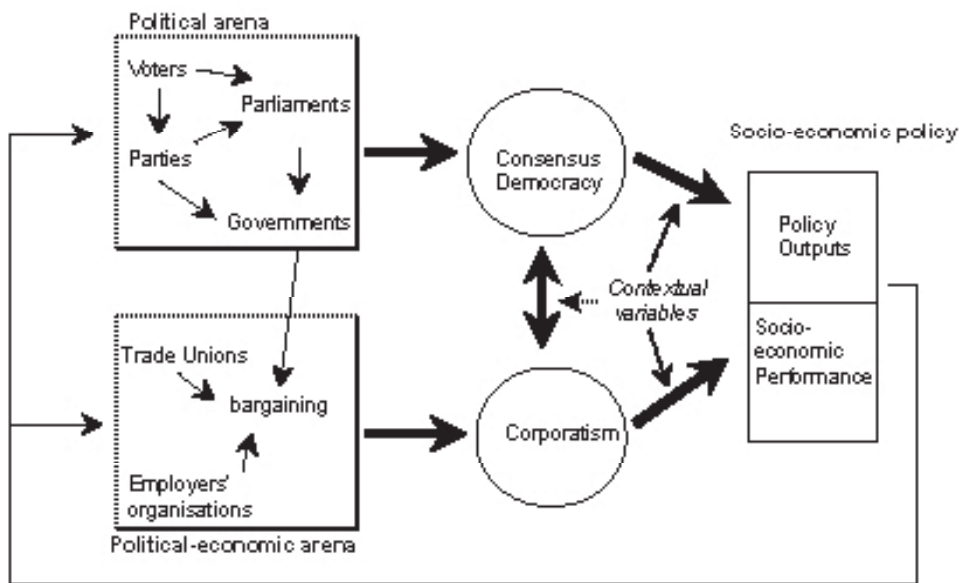 Political arena
Voters
Parliaments
Parties
Governments
Consensus
Democracy
Socio-economic policy
Policy
Outputs
Contextual
variables
Socio-
economic
Performance
Trade Unions
bargaining
Employers'
organisations
Corporatism
Political-economic arena